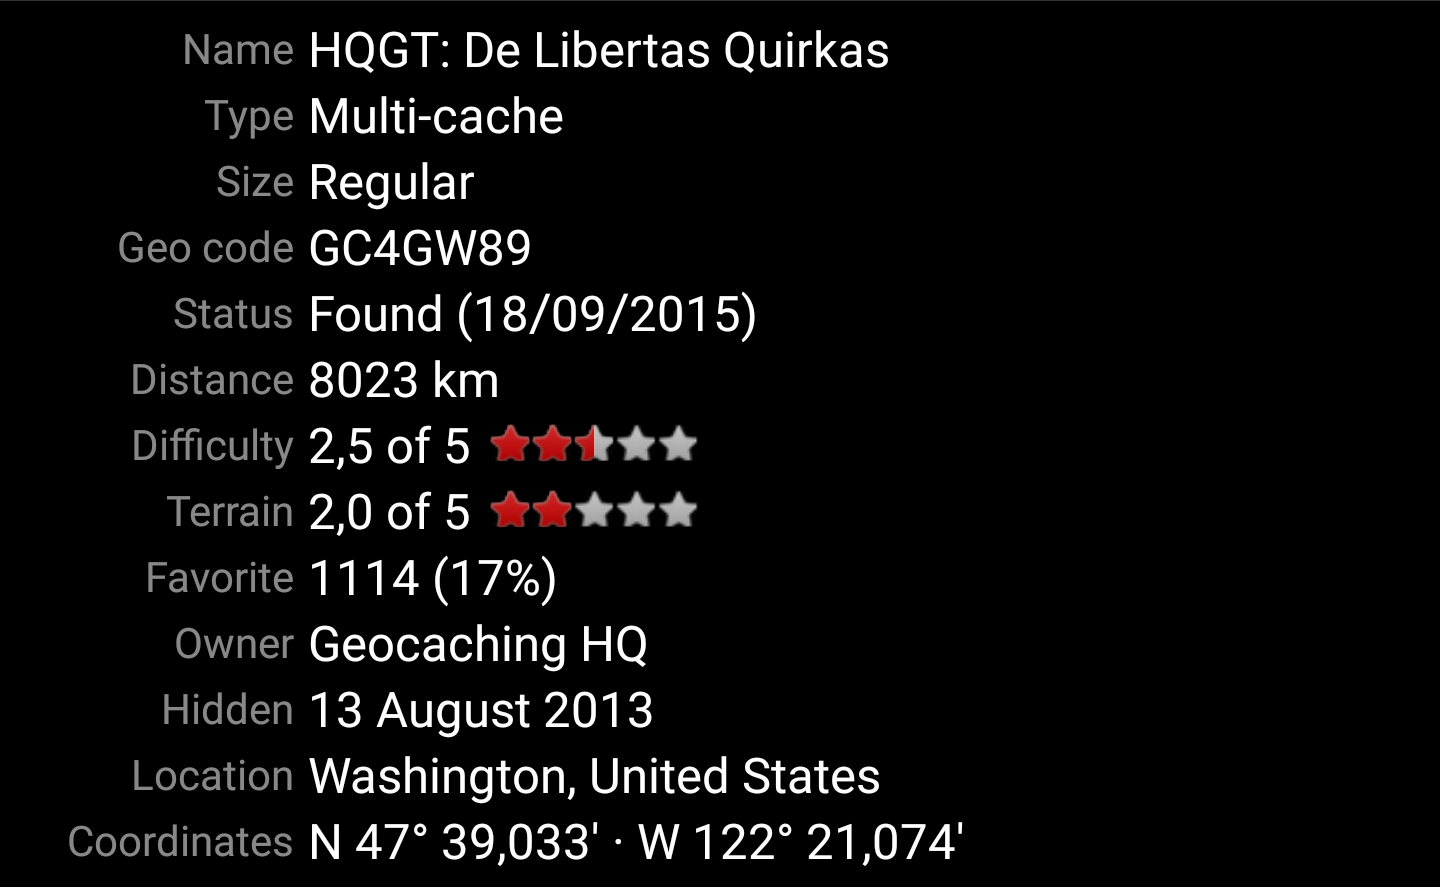 Name HQGT: De Libertas Quirkas
Type Multi-cache
Size Regular
Geo code GC4GW89
Status Found (18/09/2015)
Distance 8023 km
Difficulty 2,5 of 5
Terrain 2,0 of 5
Favorite 1114 (17%)
Owner Geocaching HQ
Hidden 13 August 2013
Location Washington, United States
Coordinates N 47° 39,033' · W 122° 21,074'